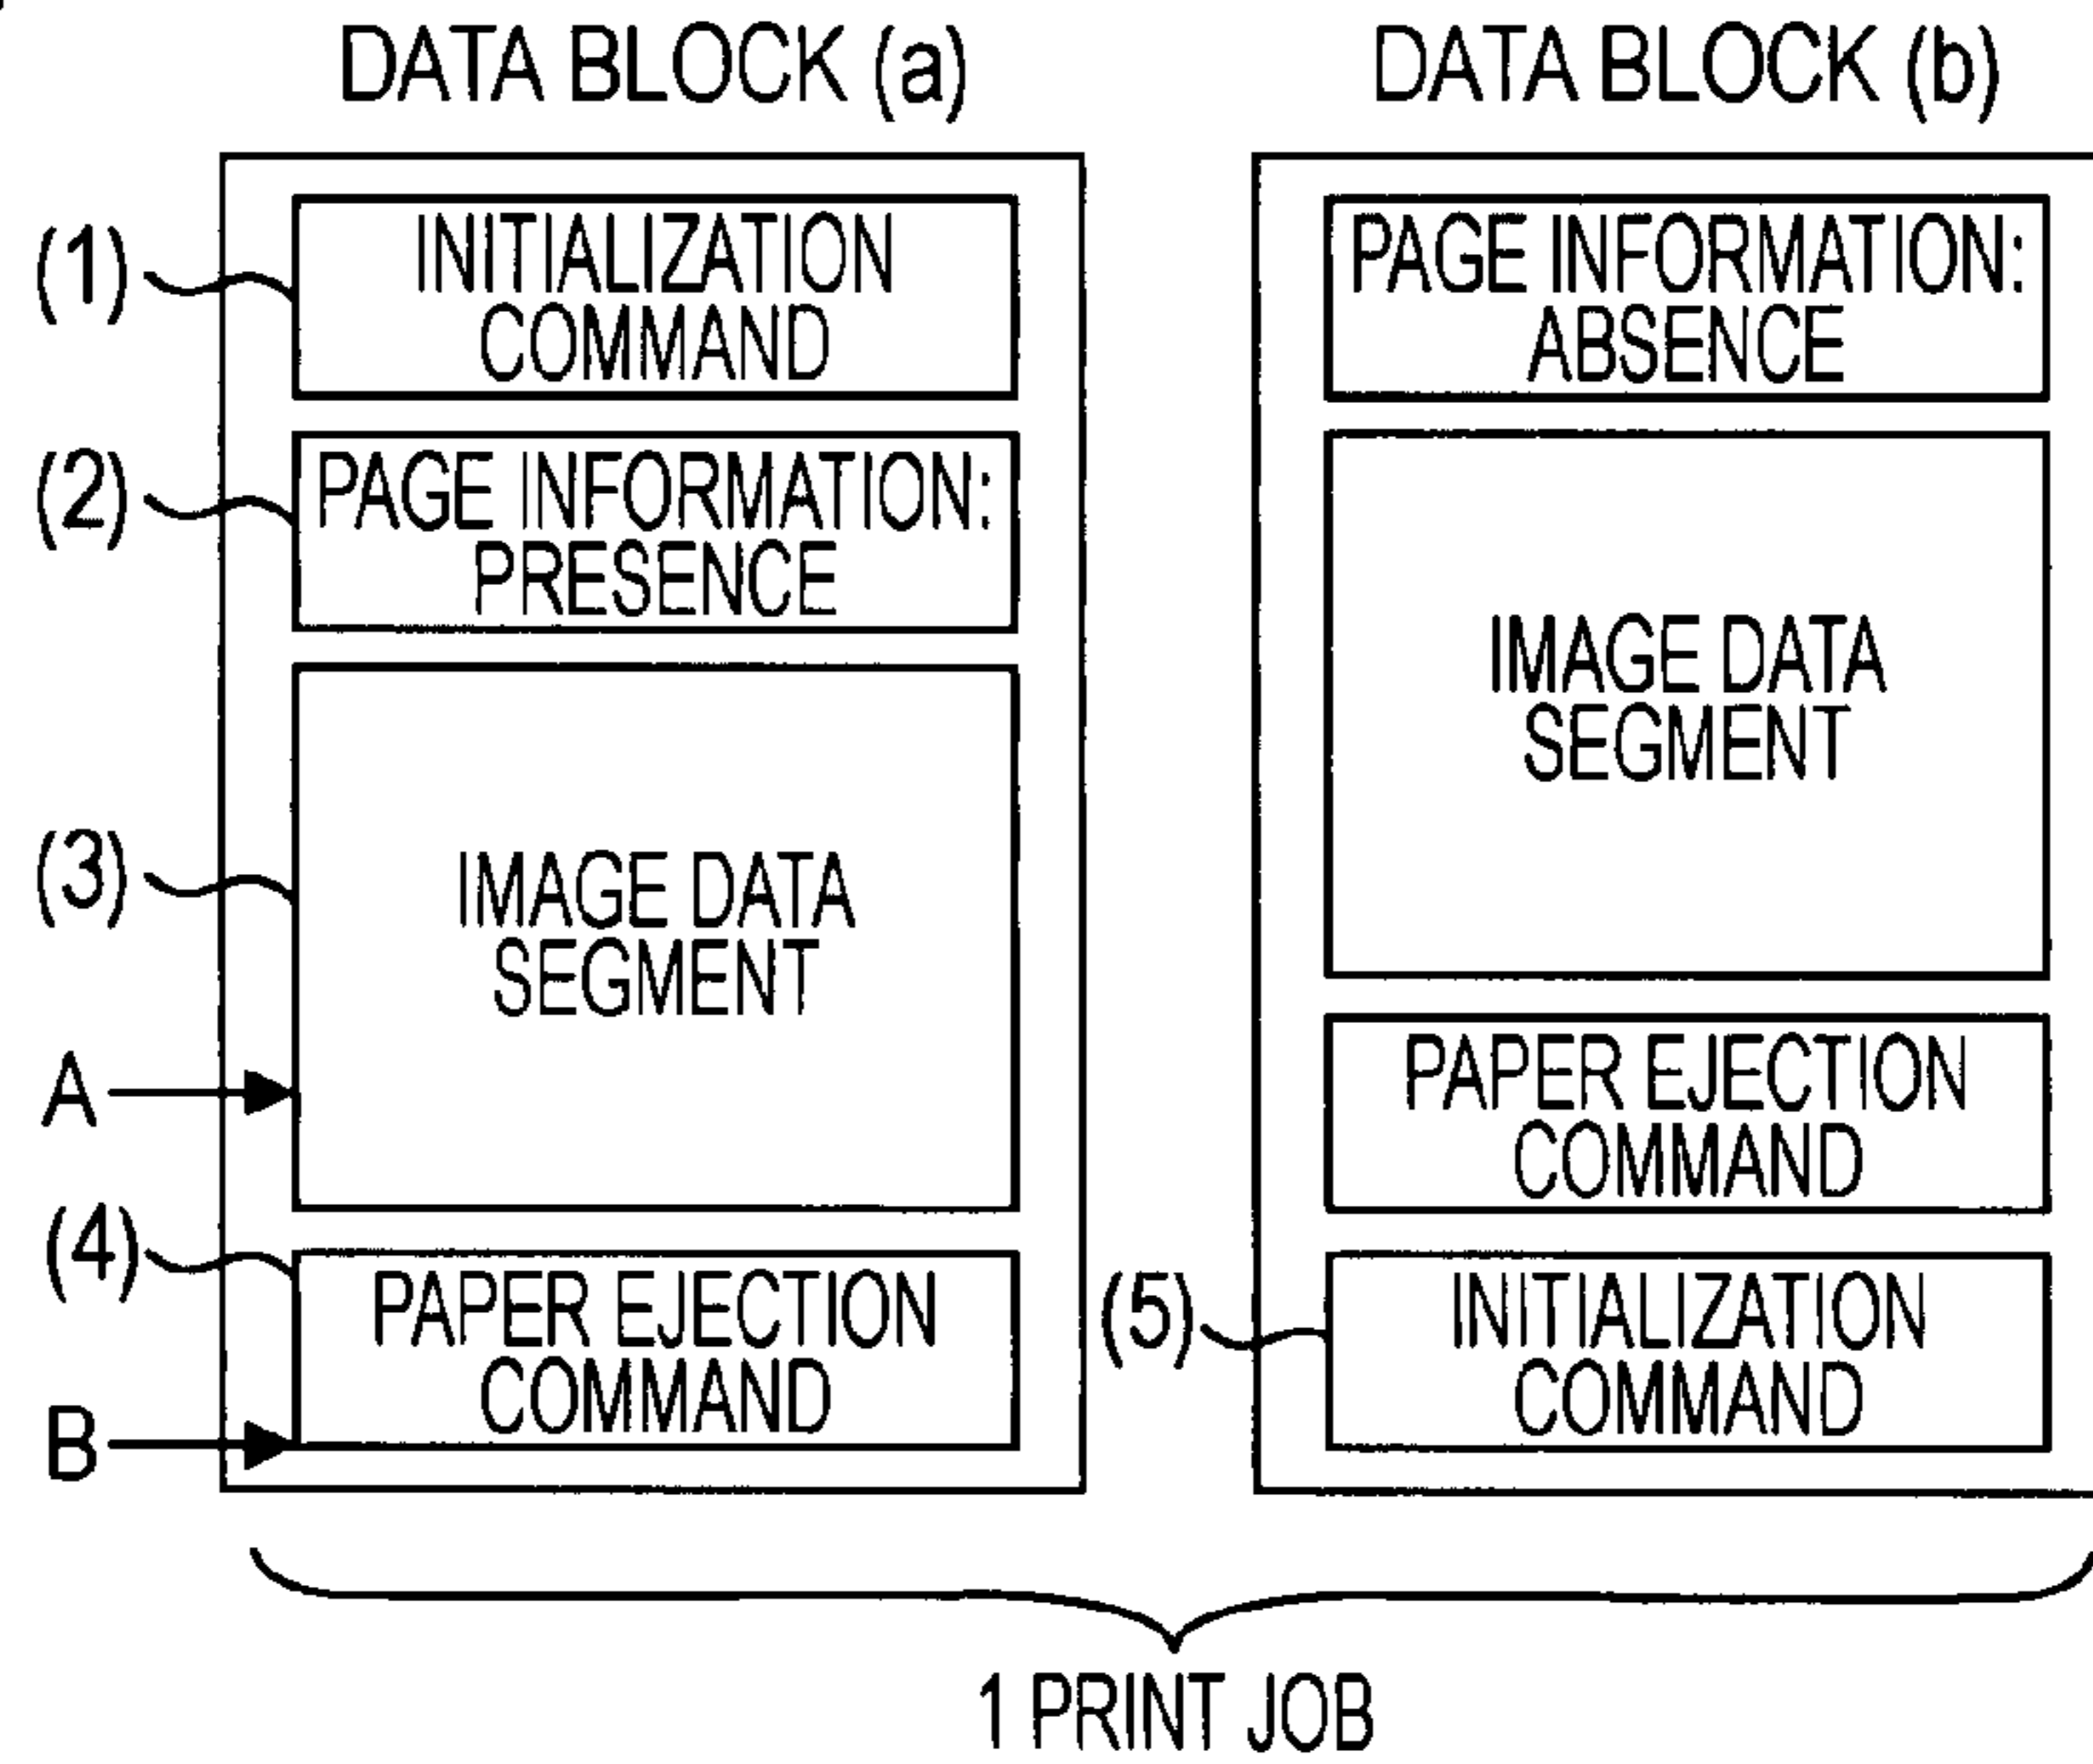 DATA BLOCK (a)
(1)
INITIALIZATION
COMMAND
(2)
PAGE INFORMATION:
PRESENCE
(3)
IMAGE DATA
SEGMENT
A
(4)
PAPER EJECTION
COMMAND
B
DATA BLOCK (b)
PAGE INFORMATION:
ABSENCE
IMAGE DATA
SEGMENT
PAPER EJECTION
COMMAND
(5)
INITIALIZATION
COMMAND
1 PRINT JOB